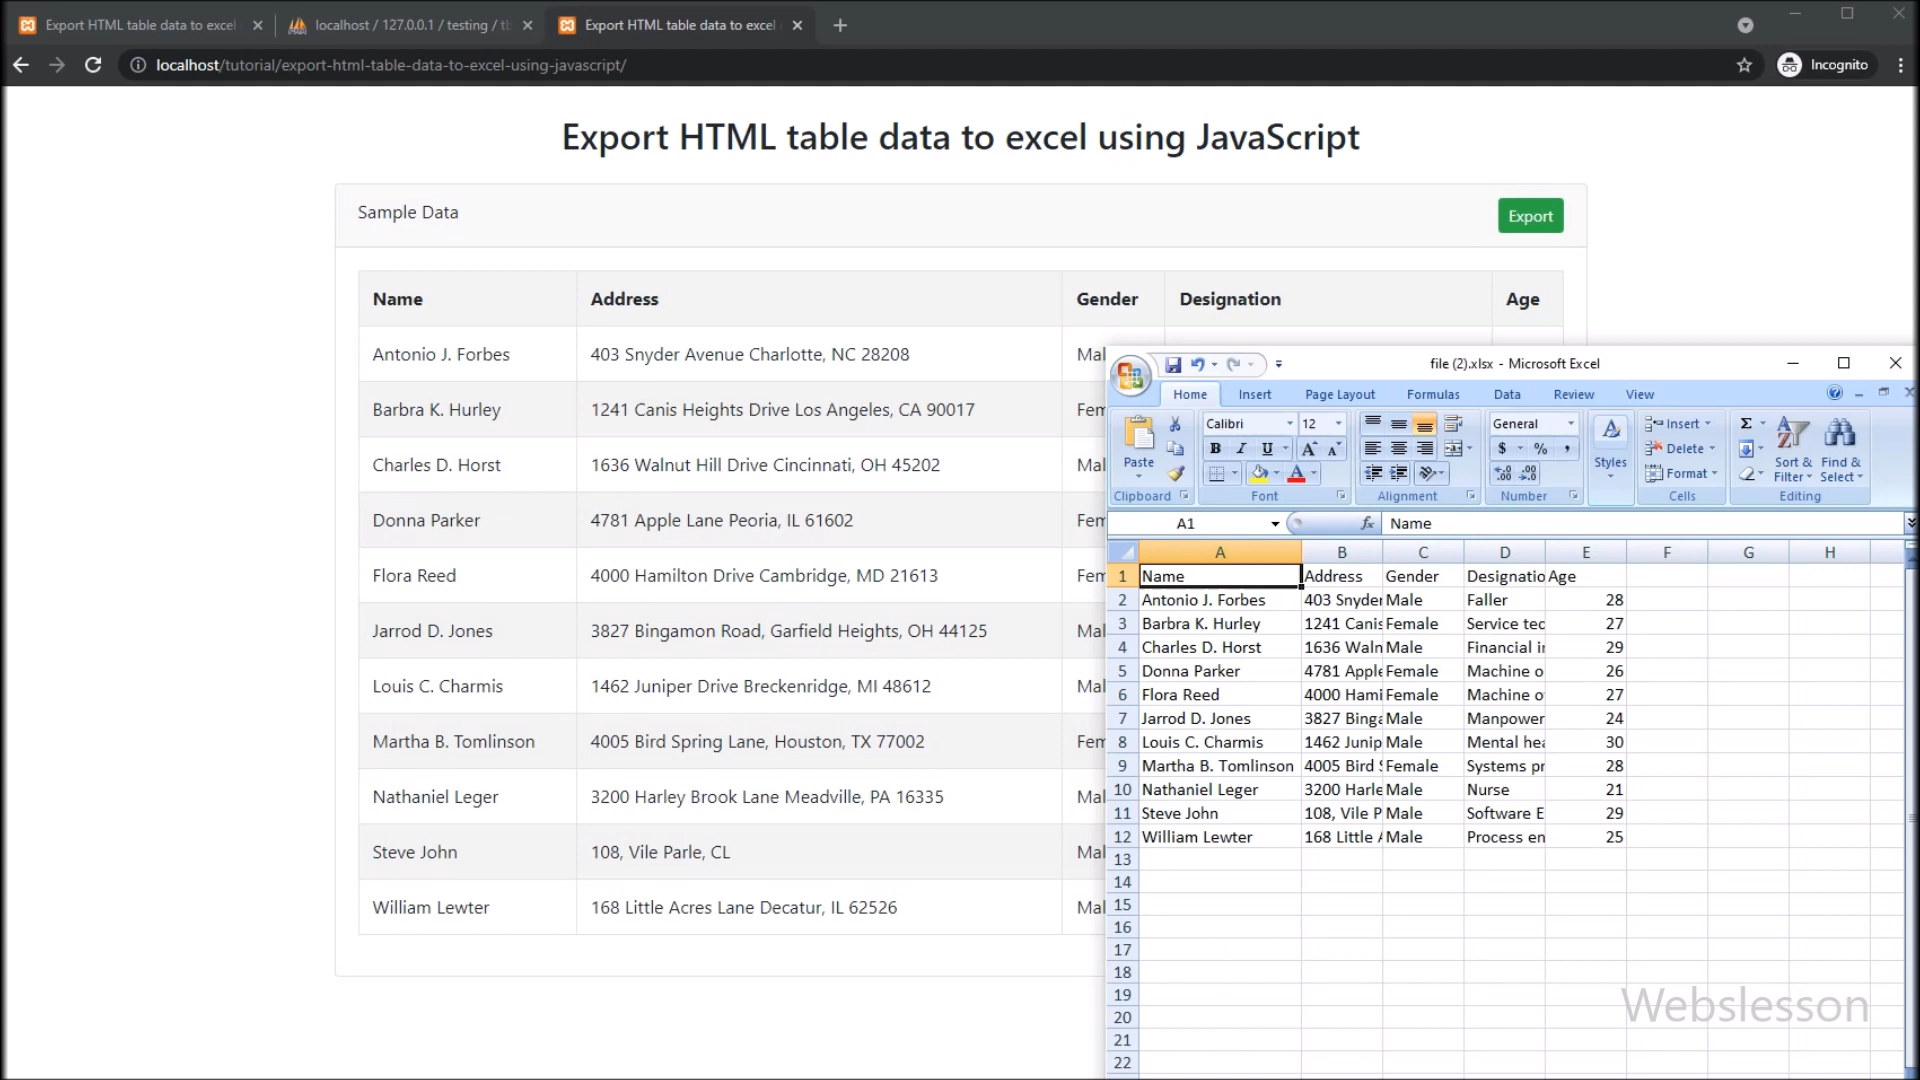 Export HTML table data to excel
localhost / 127.0.0.1 / testing / tb
Export HTML table data to excel
localhost/tutorial/export-html-table-data-to-excel-using-javascript/
Incognito
Export HTML table data to excel using JavaScript
Sample Data
Export
Name Address Gender Designation Age
Antonio J. Forbes 403 Snyder Avenue Charlotte, NC 28208 Mal
Barbra K. Hurley 1241 Canis Heights Drive Los Angeles, CA 90017 Fem
Charles D. Horst 1636 Walnut Hill Drive Cincinnati, OH 45202 Mal
Donna Parker 4781 Apple Lane Peoria, IL 61602 Fem
Flora Reed 4000 Hamilton Drive Cambridge, MD 21613 Fem
Jarrod D. Jones 3827 Bingamon Road, Garfield Heights, OH 44125 Mal
Louis C. Charmis 1462 Juniper Drive Breckenridge, MI 48612 Mal
Martha B. Tomlinson 4005 Bird Spring Lane, Houston, TX 77002 Fem
Nathaniel Leger 3200 Harley Brook Lane Meadville, PA 16335 Mal
Steve John 108, Vile Parle, CL Mal
William Lewter 168 Little Acres Lane Decatur, IL 62526 Mal
file (2).xlsx - Microsoft Excel
Home Insert Page Layout Formulas Data Review View
Calibri 12 General
Paste B I U A A $ % , Styles Insert Delete Format Σ Sort & Filter Find & Select
Clipboard Font Alignment Number Cells Editing
A1 fx Name
A B C D E F G H
1 Name Address Gender Designatio Age
2 Antonio J. Forbes 403 Snyder Male Faller 28
3 Barbra K. Hurley 1241 Canis Female Service tec 27
4 Charles D. Horst 1636 Waln Male Financial in 29
5 Donna Parker 4781 Apple Female Machine o 26
6 Flora Reed 4000 Hami Female Machine o 27
7 Jarrod D. Jones 3827 Binga Male Manpower 24
8 Louis C. Charmis 1462 Junip Male Mental hea 30
9 Martha B. Tomlinson 4005 Bird S Female Systems pr 28
10 Nathaniel Leger 3200 Harle Male Nurse 21
11 Steve John 108, Vile P Male Software E 29
12 William Lewter 168 Little A Male Process en 25
13
14
15
16
17
18
19
20
21
22
Webslesson